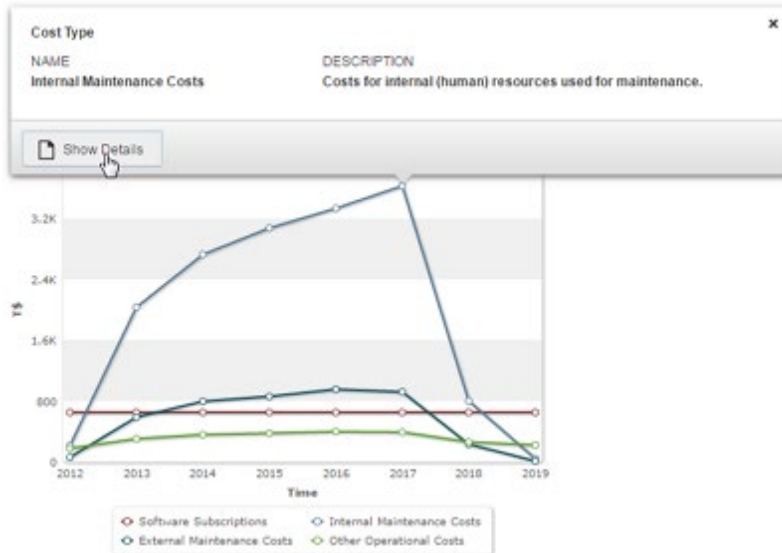 Cost Type
NAME DESCRIPTION
Internal Maintenance Costs Costs for internal (human) resources used for maintenance.
Show Details
3.2K
2.4K
T$
1.6K
800
0
2012 2013 2014 2015 2016 2017 2018 2019
Time
Software Subscriptions Internal Maintenance Costs
External Maintenance Costs Other Operational Costs